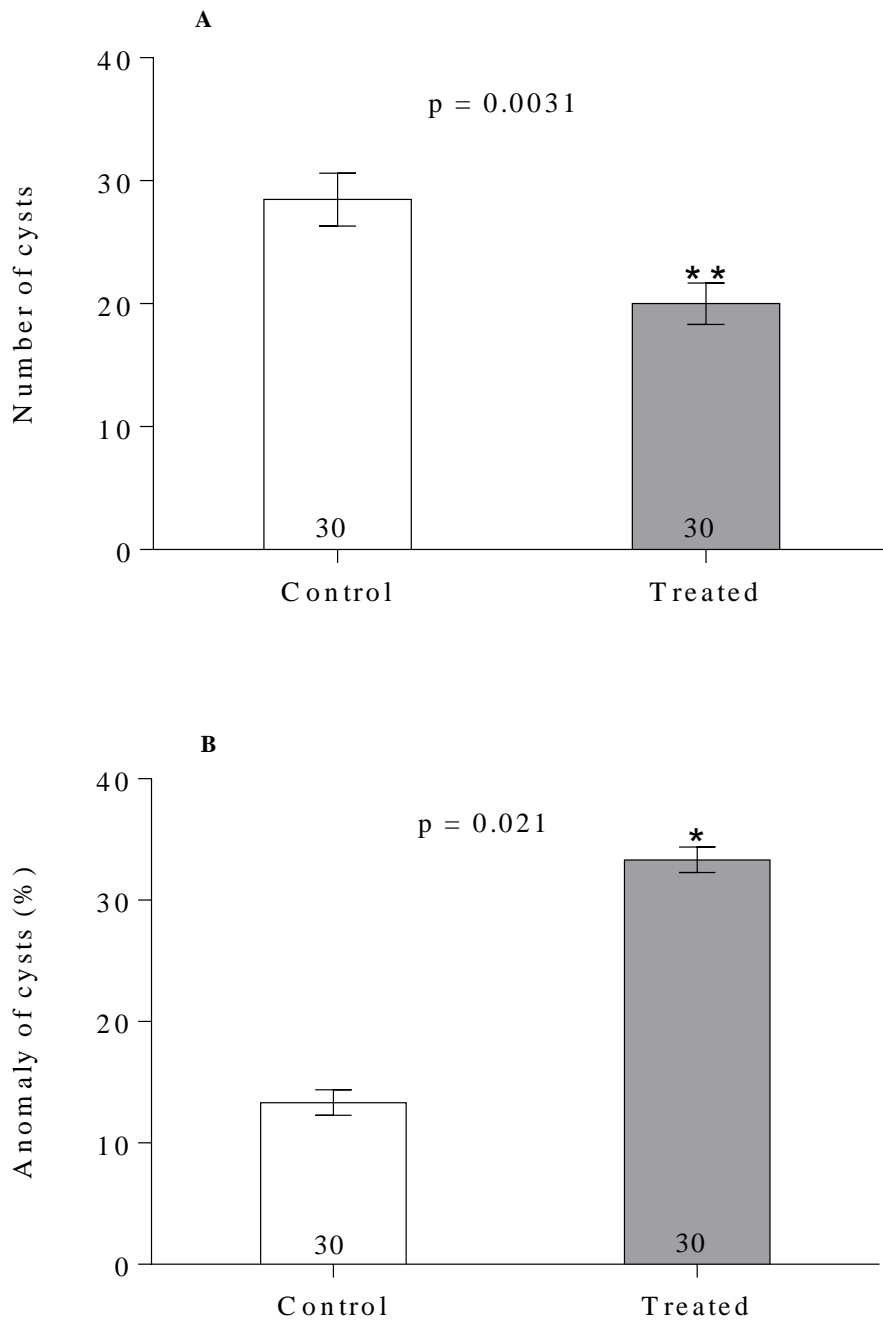 A
40
p = 0.0031
30
Number of cysts
**
20
10
30
30
0
Control
Treated
B
40
p = 0.021
*
30
Anomaly of cysts (%)
20
10
30
30
0
Control
Treated